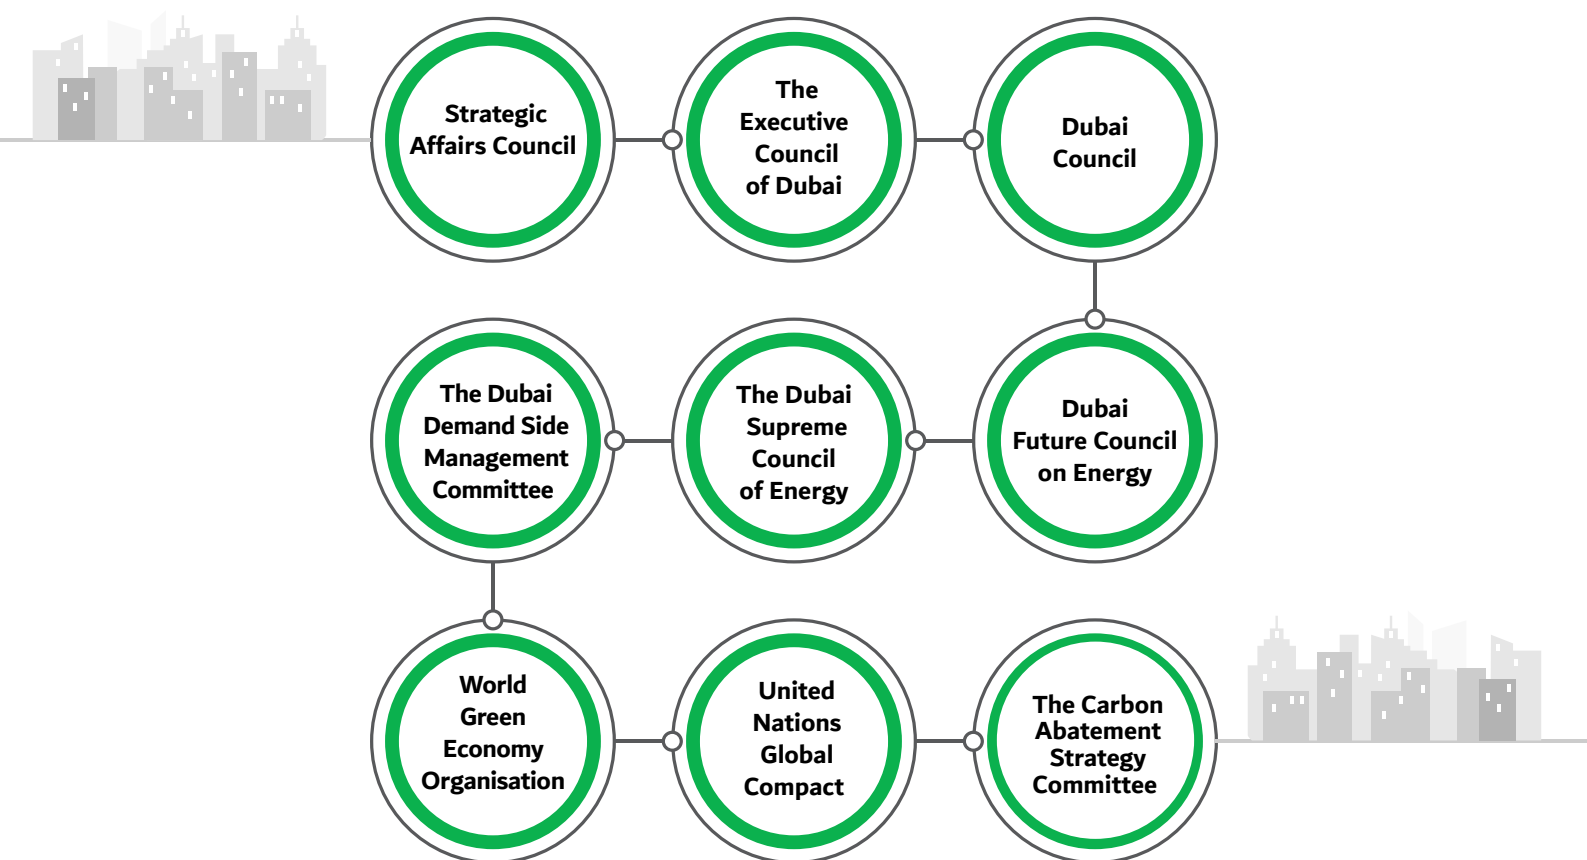 Strategic
Affairs Council
The
Executive
Council
of Dubai
Dubai
Council
Dubai
Future Council
on Energy
The Dubai
Supreme
Council
of Energy
The Dubai
Demand Side
Management
Committee
World
Green
Economy
Organisation
United
Nations
Global
Compact
The Carbon
Abatement
Strategy
Committee